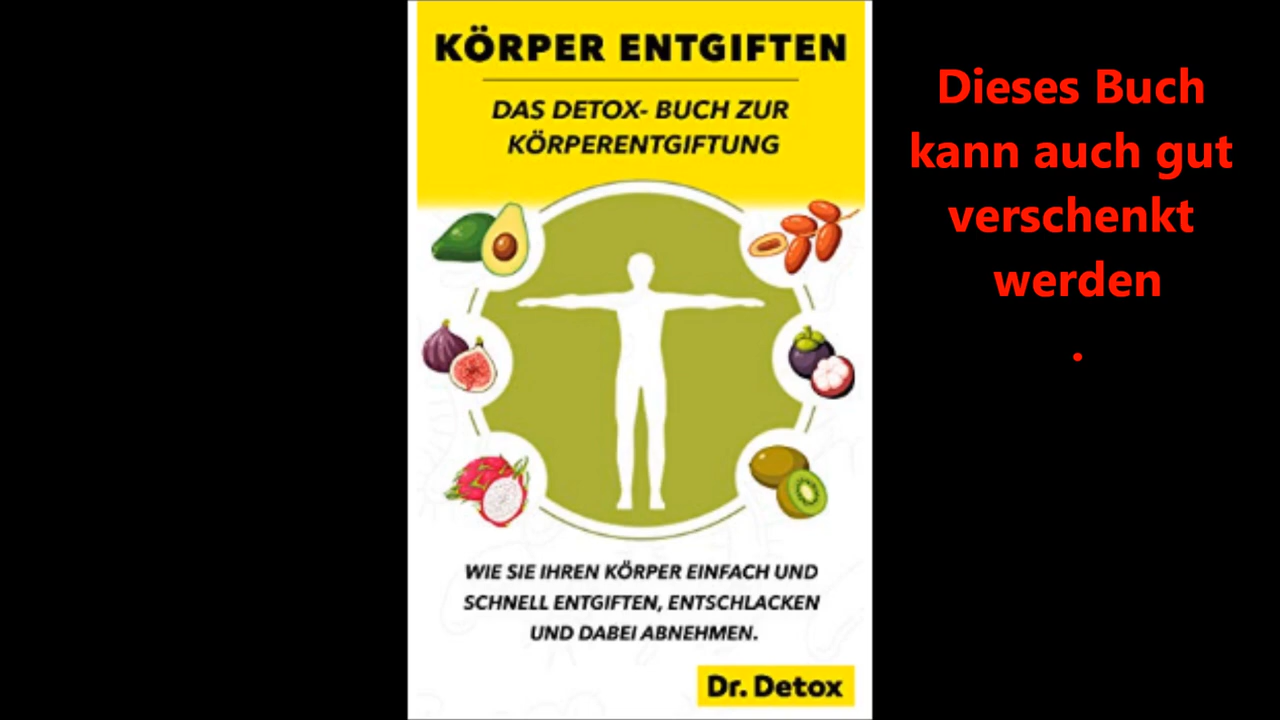 KÖRPER ENTGIFTEN
DAS DETOX- BUCH ZUR
KÖRPERENTGIFTUNG
WIE SIE IHREN KÖRPER EINFACH UND
SCHNELL ENTGIFTEN, ENTSCHLACKEN
UND DABEI ABNEHMEN.
Dr. Detox
Dieses Buch
kann auch gut
verschenkt
werden
.